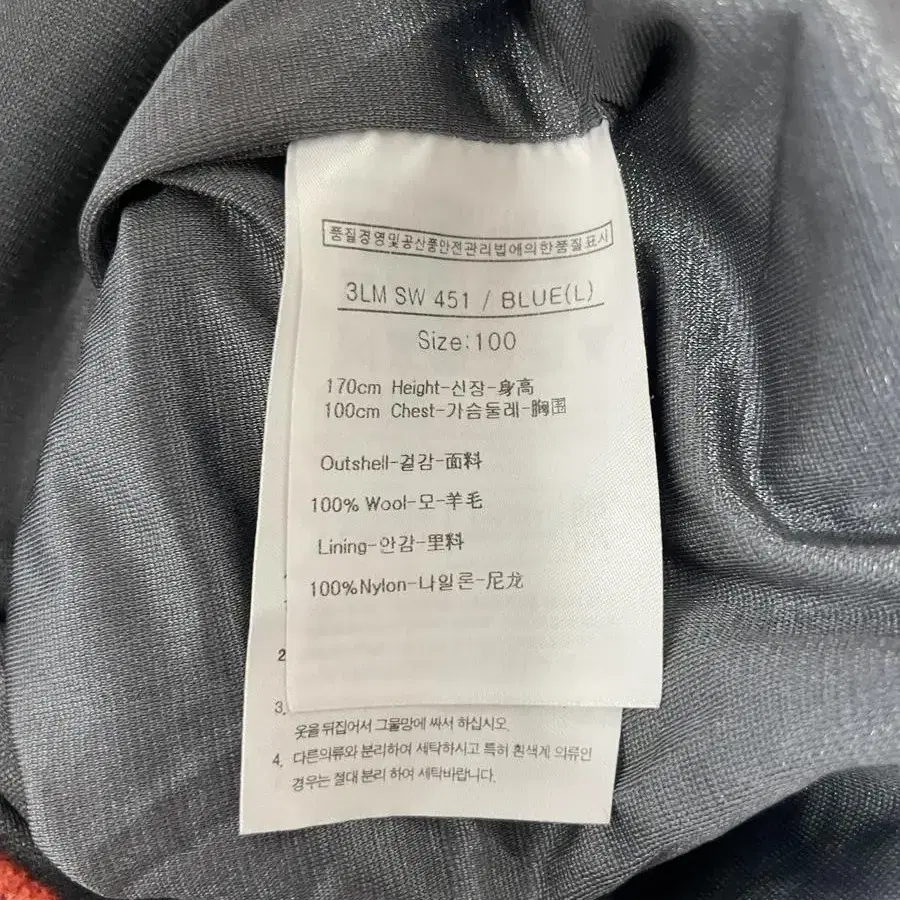 품질경영및공산품안전관리법에의한품질표시
3LM SW 451 / BLUE(L)
Size:100
170cm Height-신장-身高
100cm Chest-가슴둘레-胸围
Outshell-겉감-面料
100% Wool-모-羊毛
Lining-안감-里料
100%Nylon-나일론-尼龙
2
3.
옷을 뒤집어서 그물망에 싸서 하십시오.
4. 다른의류와 분리하여 세탁하시고 특히 흰색계 의류인
경우는 절대 분리 하여 세탁바랍니다.